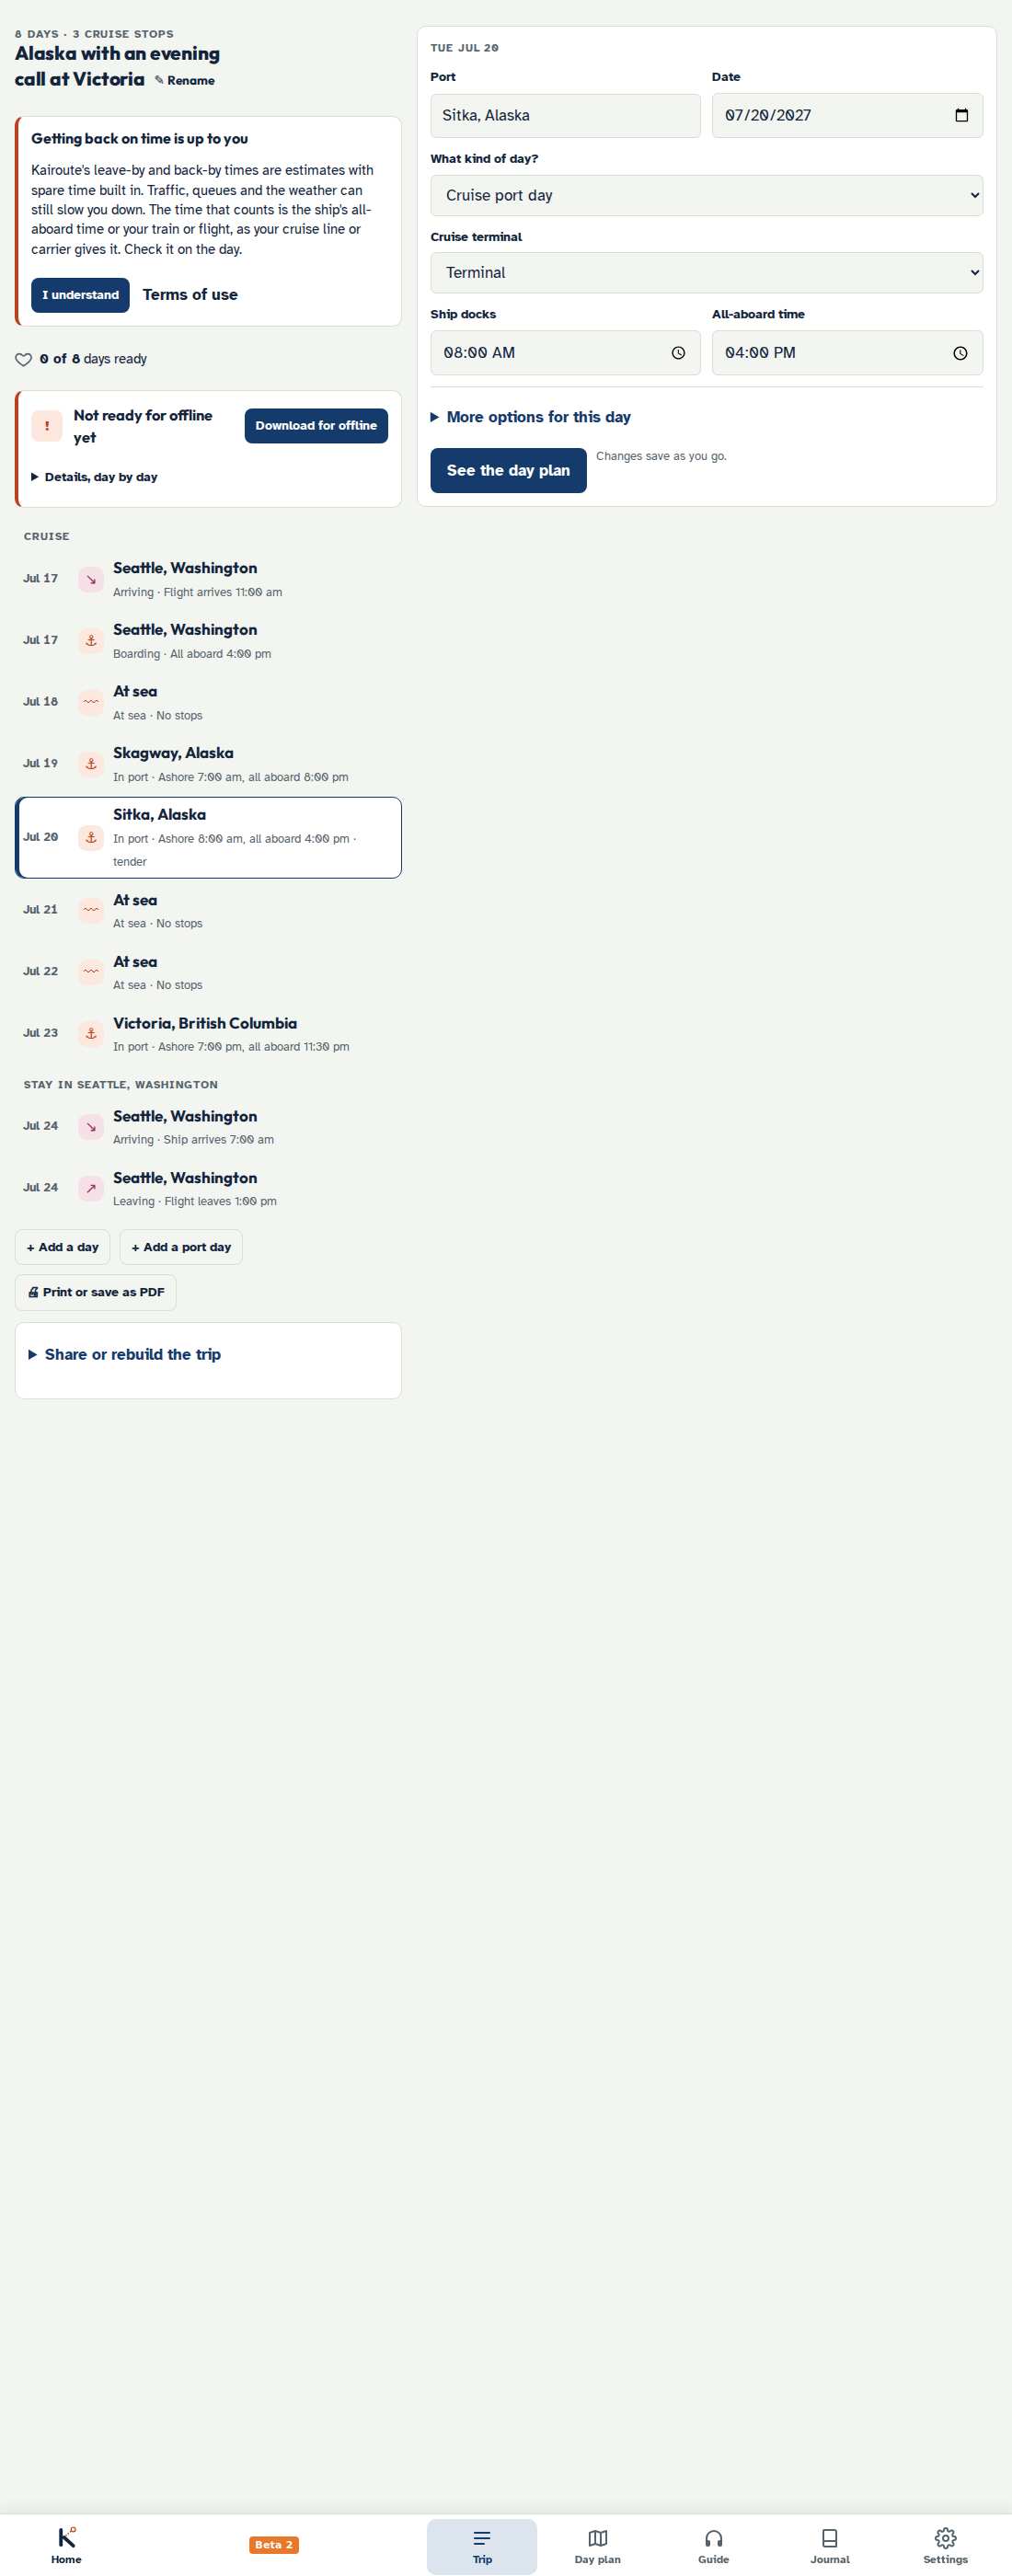 8 DAYS · 3 CRUISE STOPS
Alaska with an evening
call at Victoria ✎ Rename
Getting back on time is up to you
Kairoute's leave-by and back-by times are estimates with
spare time built in. Traffic, queues and the weather can
still slow you down. The time that counts is the ship's all-
aboard time or your train or flight, as your cruise line or
carrier gives it. Check it on the day.
I understand Terms of use
0 of 8 days ready
! Not ready for offline
yet
Download for offline
▶ Details, day by day
CRUISE
Jul 17 ↘ Seattle, Washington
Arriving · Flight arrives 11:00 am
Jul 17 Seattle, Washington
Boarding · All aboard 4:00 pm
Jul 18 At sea
At sea · No stops
Jul 19 Skagway, Alaska
In port · Ashore 7:00 am, all aboard 8:00 pm
Jul 20 Sitka, Alaska
In port · Ashore 8:00 am, all aboard 4:00 pm ·
tender
Jul 21 At sea
At sea · No stops
Jul 22 At sea
At sea · No stops
Jul 23 Victoria, British Columbia
In port · Ashore 7:00 pm, all aboard 11:30 pm
STAY IN SEATTLE, WASHINGTON
Jul 24 ↘ Seattle, Washington
Arriving · Ship arrives 7:00 am
Jul 24 ↗ Seattle, Washington
Leaving · Flight leaves 1:00 pm
+ Add a day + Add a port day
Print or save as PDF
▶ Share or rebuild the trip
TUE JUL 20
Port Date
Sitka, Alaska 07/20/2027
What kind of day?
Cruise port day
Cruise terminal
Terminal
Ship docks All-aboard time
08:00 AM 04:00 PM
▶ More options for this day
See the day plan Changes save as you go.
Home Beta 2 Trip Day plan Guide Journal Settings